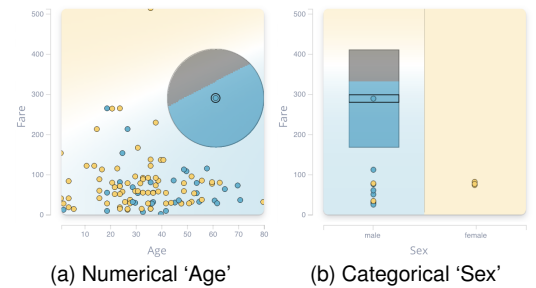 500
400
300
200
100
0
Fare
10 20 30 40 50 60 70 80
Age
(a) Numerical ‘Age’
500
400
300
200
100
0
Fare
male female
Sex
(b) Categorical ‘Sex’